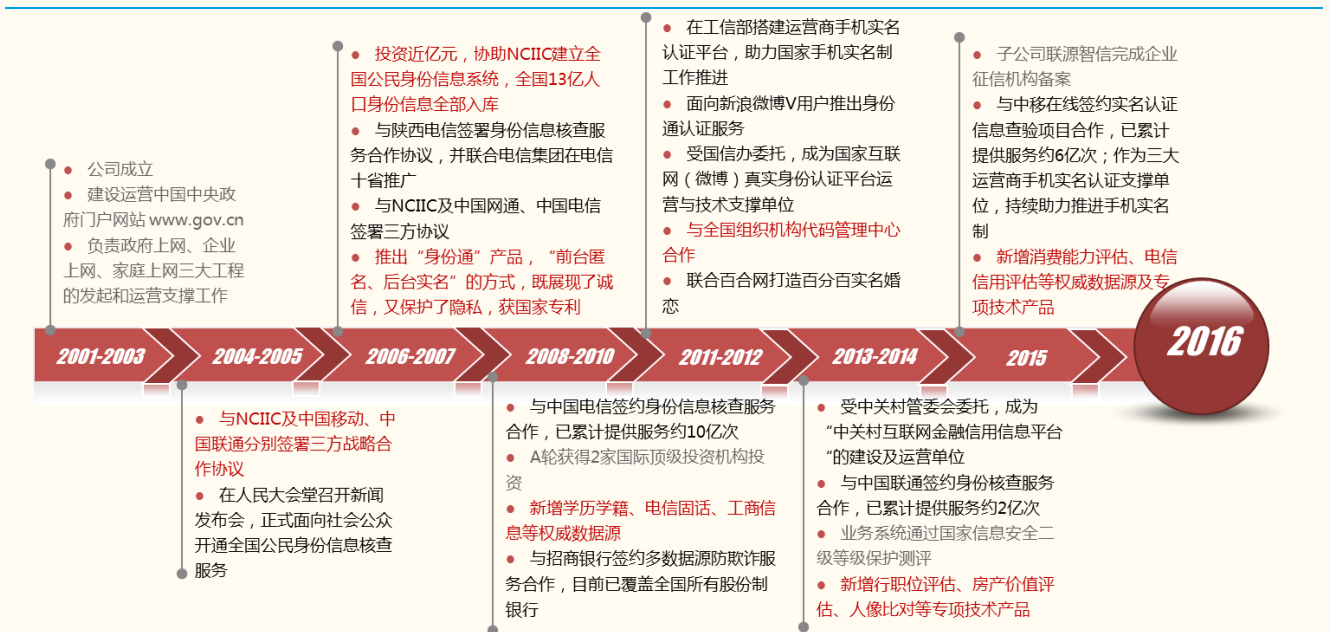 ● 公司成立
● 建设运营中国中央政
府门户网站 www.gov.cn
● 负责政府上网、企业
上网、家庭上网三大工程
的发起和运营支撑工作
● 投资近亿元，协助NCIIC建立全
国公民身份信息系统，全国13亿人
口身份信息全部入库
● 与陕西电信签署身份信息核查服
务合作协议，并联合电信集团在电信
十省推广
● 与NCIIC及中国网通、中国电信
签署三方协议
● 推出“身份通”产品，“前台匿
名、后台实名”的方式，既展现了诚
信，又保护了隐私，获国家专利
● 在工信部搭建运营商手机实名
认证平台，助力国家手机实名制
工作推进
● 面向新浪微博V用户推出身份
通认证服务
● 受国信办委托，成为国家互联
网（微博）真实身份认证平台运
营与技术支撑单位
● 与全国组织机构代码管理中心
合作
● 联合百合网打造百分百实名婚
恋
● 子公司联源智信完成企业
征信机构备案
● 与中移在线签约实名认证
信息查验项目合作，已累计
提供服务约6亿次；作为三大
运营商手机实名认证支撑单
位，持续助力推进手机实名
制
● 新增消费能力评估、电信
信用评估等权威数据源及专
项技术产品
2001-2003
2004-2005
2006-2007
2008-2010
2011-2012
2013-2014
2015
2016
● 与NCIIC及中国移动、中
国联通分别签署三方战略合
作协议
● 在人民大会堂召开新闻
发布会，正式面向社会公众
开通全国公民身份信息核查
服务
● 与中国电信签约身份信息核查服务
合作，已累计提供服务约10亿次
● A轮获得2家国际顶级投资机构投
资
● 新增学历学籍、电信固话、工商信
息等权威数据源
● 与招商银行签约多数据源防欺诈服
务合作，目前已覆盖全国所有股份制
银行
● 受中关村管委会委托，成为
“中关村互联网金融信用信息平台
“的建设及运营单位
● 与中国联通签约身份核查服务
合作，已累计提供服务约2亿次
● 业务系统通过国家信息安全二
级等级保护测评
● 新增行职位评估、房产价值评
估、人像比对等专项技术产品